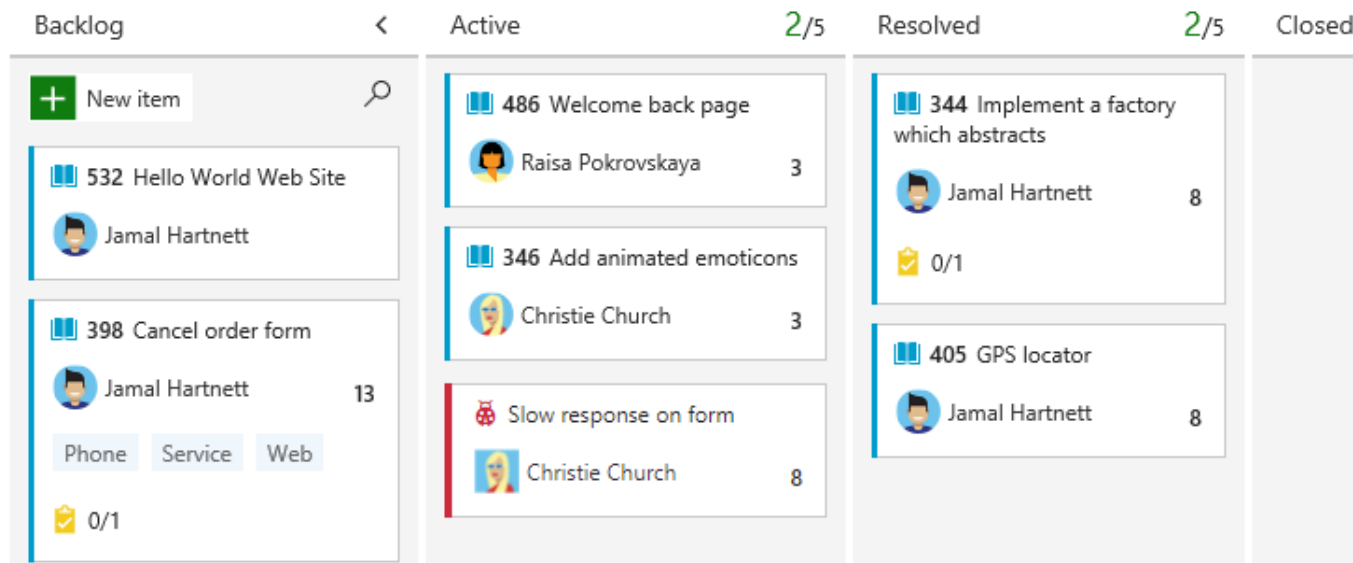 Backlog
New item
532 Hello World Web Site
Jamal Hartnett
398 Cancel order form
Jamal Hartnett
13
Phone Service Web
0/1
Active 2/5
486 Welcome back page
Raisa Pokrovskaya
3
346 Add animated emoticons
Christie Church
3
Slow response on form
Christie Church
8
Resolved 2/5
344 Implement a factory
which abstracts
Jamal Hartnett
8
0/1
405 GPS locator
Jamal Hartnett
8
Closed